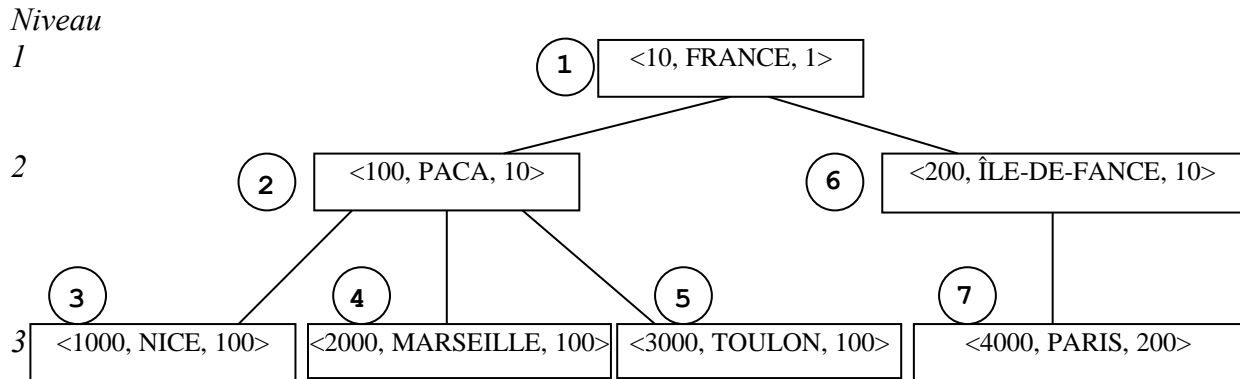 Niveau
1
1
<10, FRANCE, 1>
2
2
<100, PACA, 10>
6
<200, ÎLE-DE-FANCE, 10>
3
4
5
7
3
<1000, NICE, 100>
<2000, MARSEILLE, 100>
<3000, TOULON, 100>
<4000, PARIS, 200>